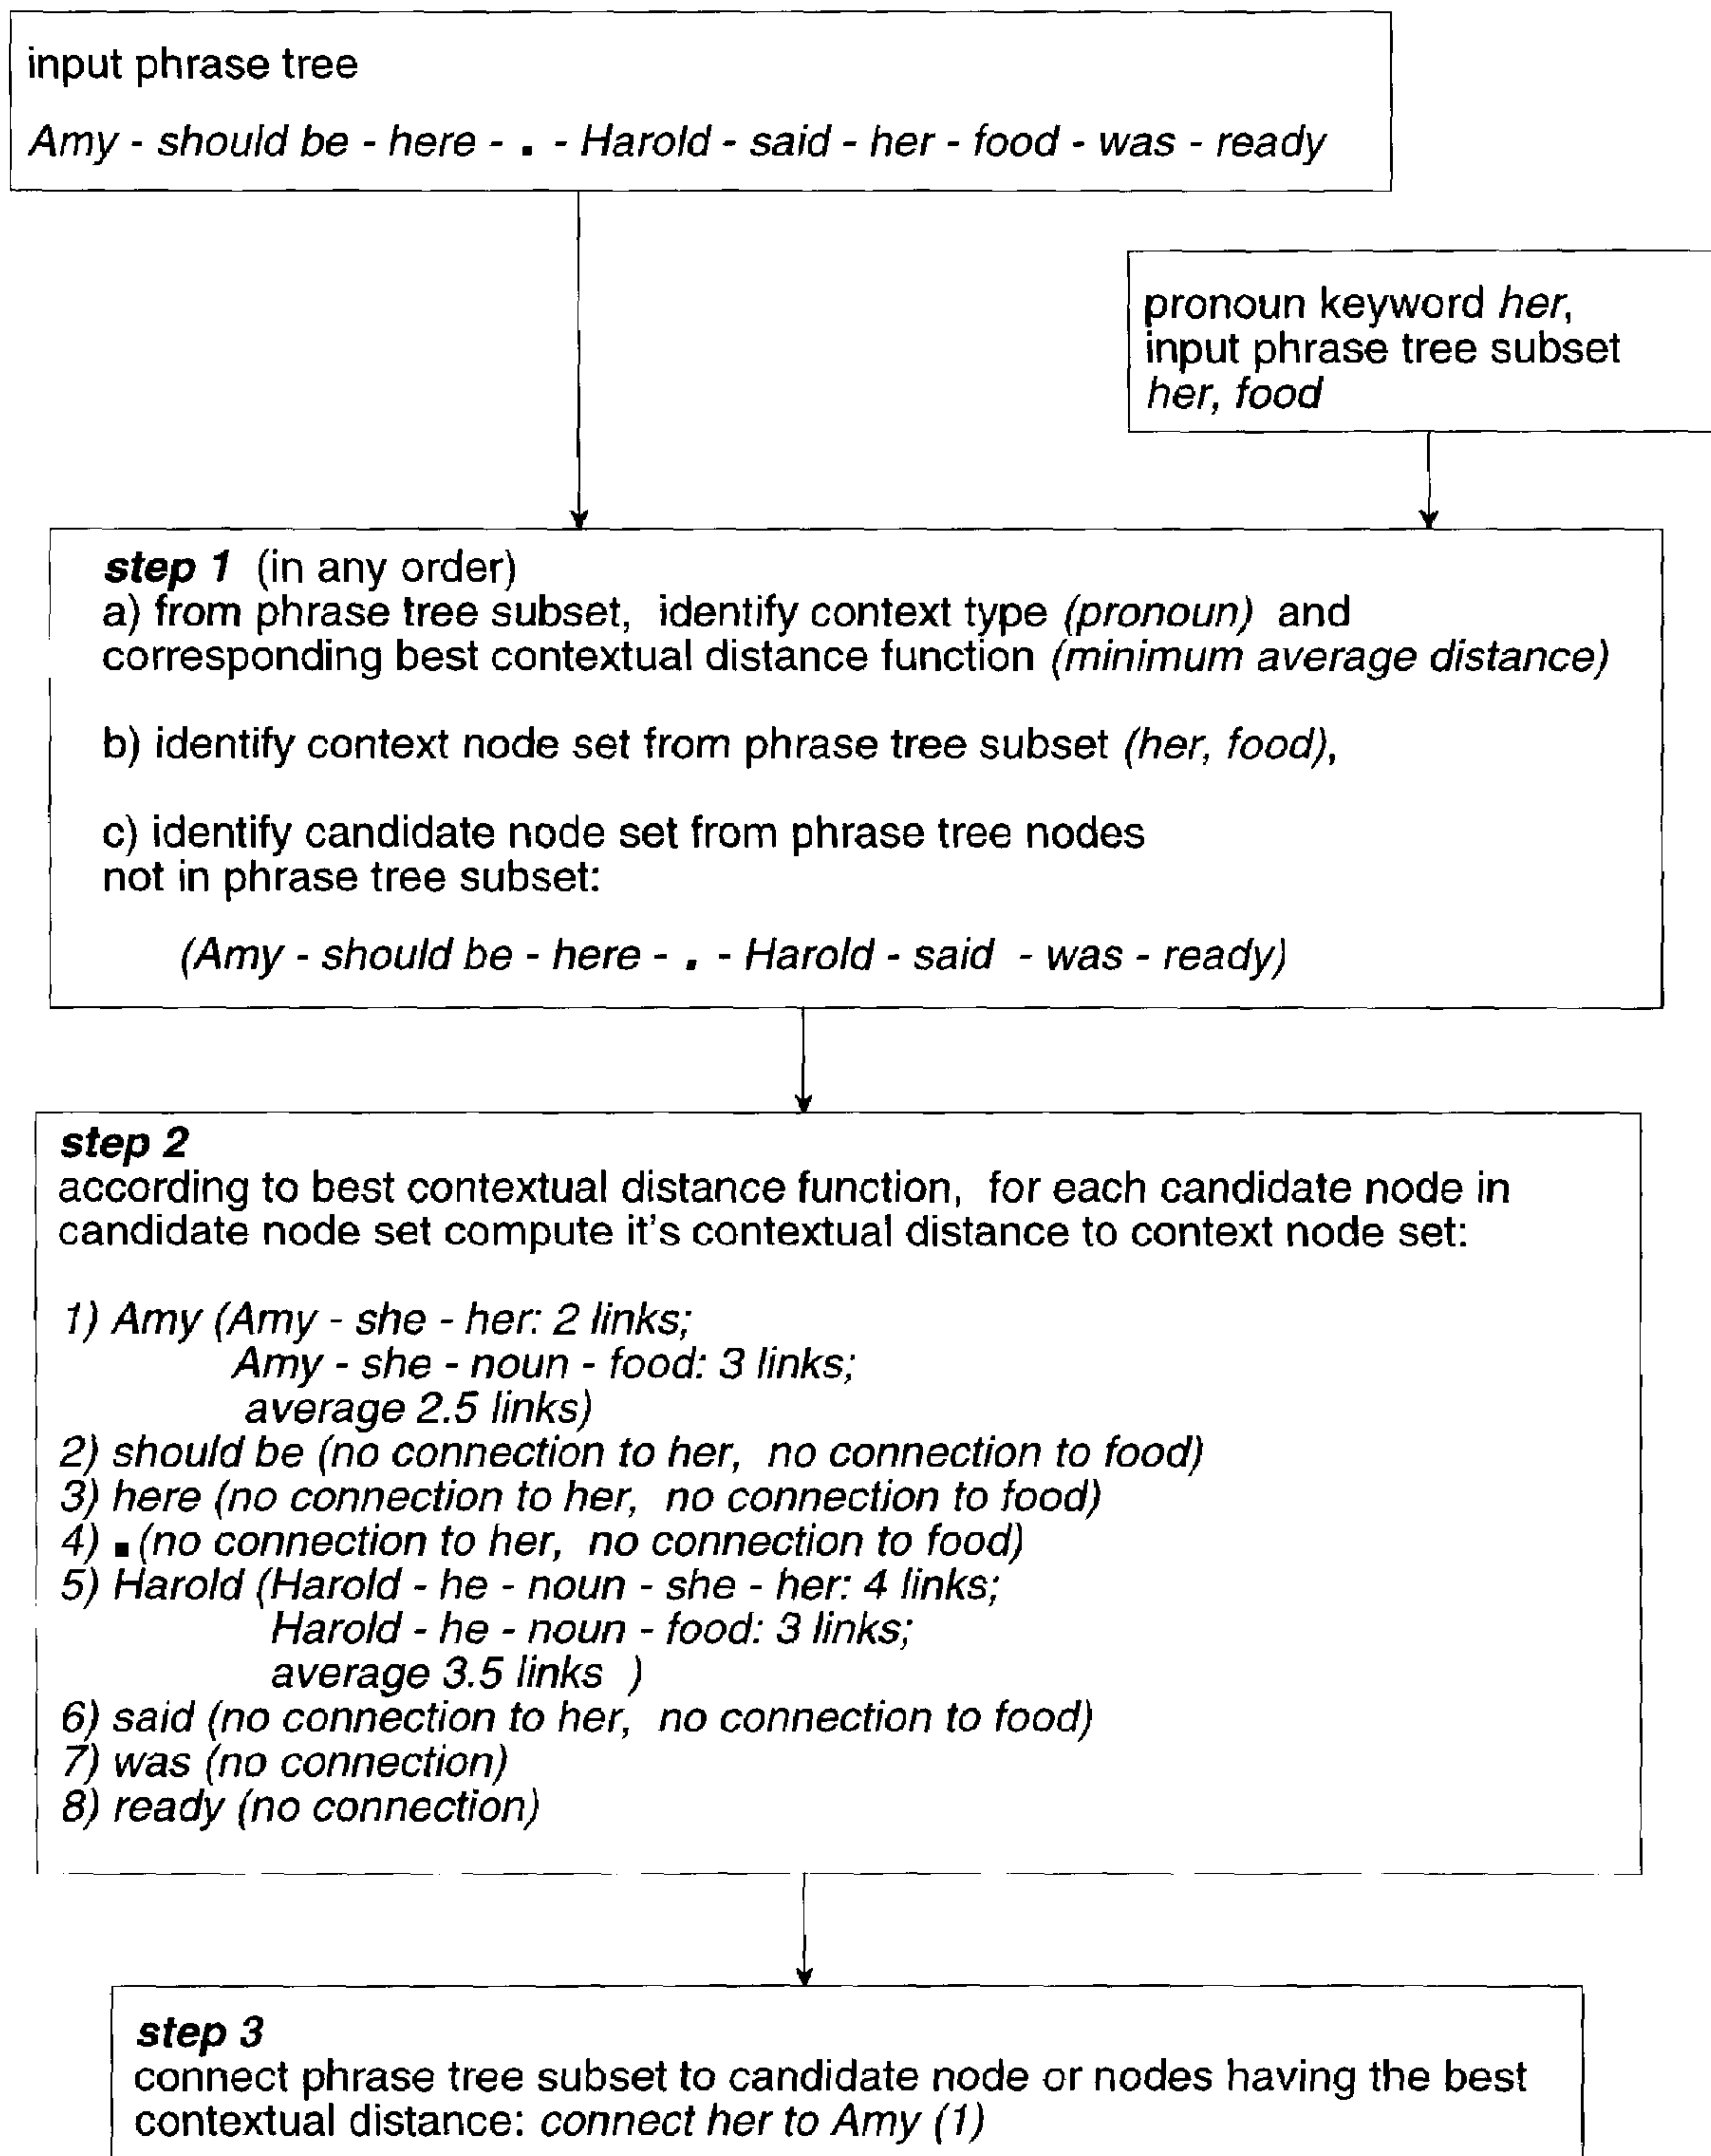 input phrase tree
Amy - should be - here - . - Harold - said - her - food - was - ready
pronoun keyword her,
input phrase tree subset
her, food
step 1 (in any order)
a) from phrase tree subset, identify context type (pronoun) and
corresponding best contextual distance function (minimum average distance)
b) identify context node set from phrase tree subset (her, food),
c) identify candidate node set from phrase tree nodes
not in phrase tree subset:
(Amy - should be - here - . - Harold - said - was - ready)
step 2
according to best contextual distance function, for each candidate node in
candidate node set compute it's contextual distance to context node set:
1) Amy (Amy - she - her: 2 links;
Amy - she - noun - food: 3 links;
average 2.5 links)
2) should be (no connection to her, no connection to food)
3) here (no connection to her, no connection to food)
4) . (no connection to her, no connection to food)
5) Harold (Harold - he - noun - she - her: 4 links;
Harold - he - noun - food: 3 links;
average 3.5 links )
6) said (no connection to her, no connection to food)
7) was (no connection)
8) ready (no connection)
step 3
connect phrase tree subset to candidate node or nodes having the best
contextual distance: connect her to Amy (1)